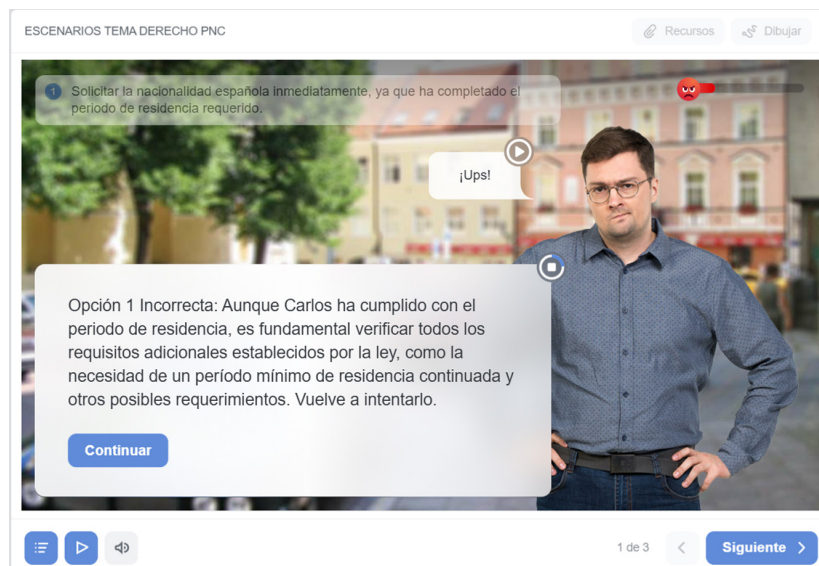 ESCENARIOS TEMA DERECHO PNC
Recursos
Dibujar
1 Solicitar la nacionalidad española inmediatamente, ya que ha completado el
periodo de residencia requerido.
¡Ups!
Opción 1 Incorrecta: Aunque Carlos ha cumplido con el
periodo de residencia, es fundamental verificar todos los
requisitos adicionales establecidos por la ley, como la
necesidad de un período mínimo de residencia continuada y
otros posibles requerimientos. Vuelve a intentarlo.
Continuar
1 de 3
Siguiente